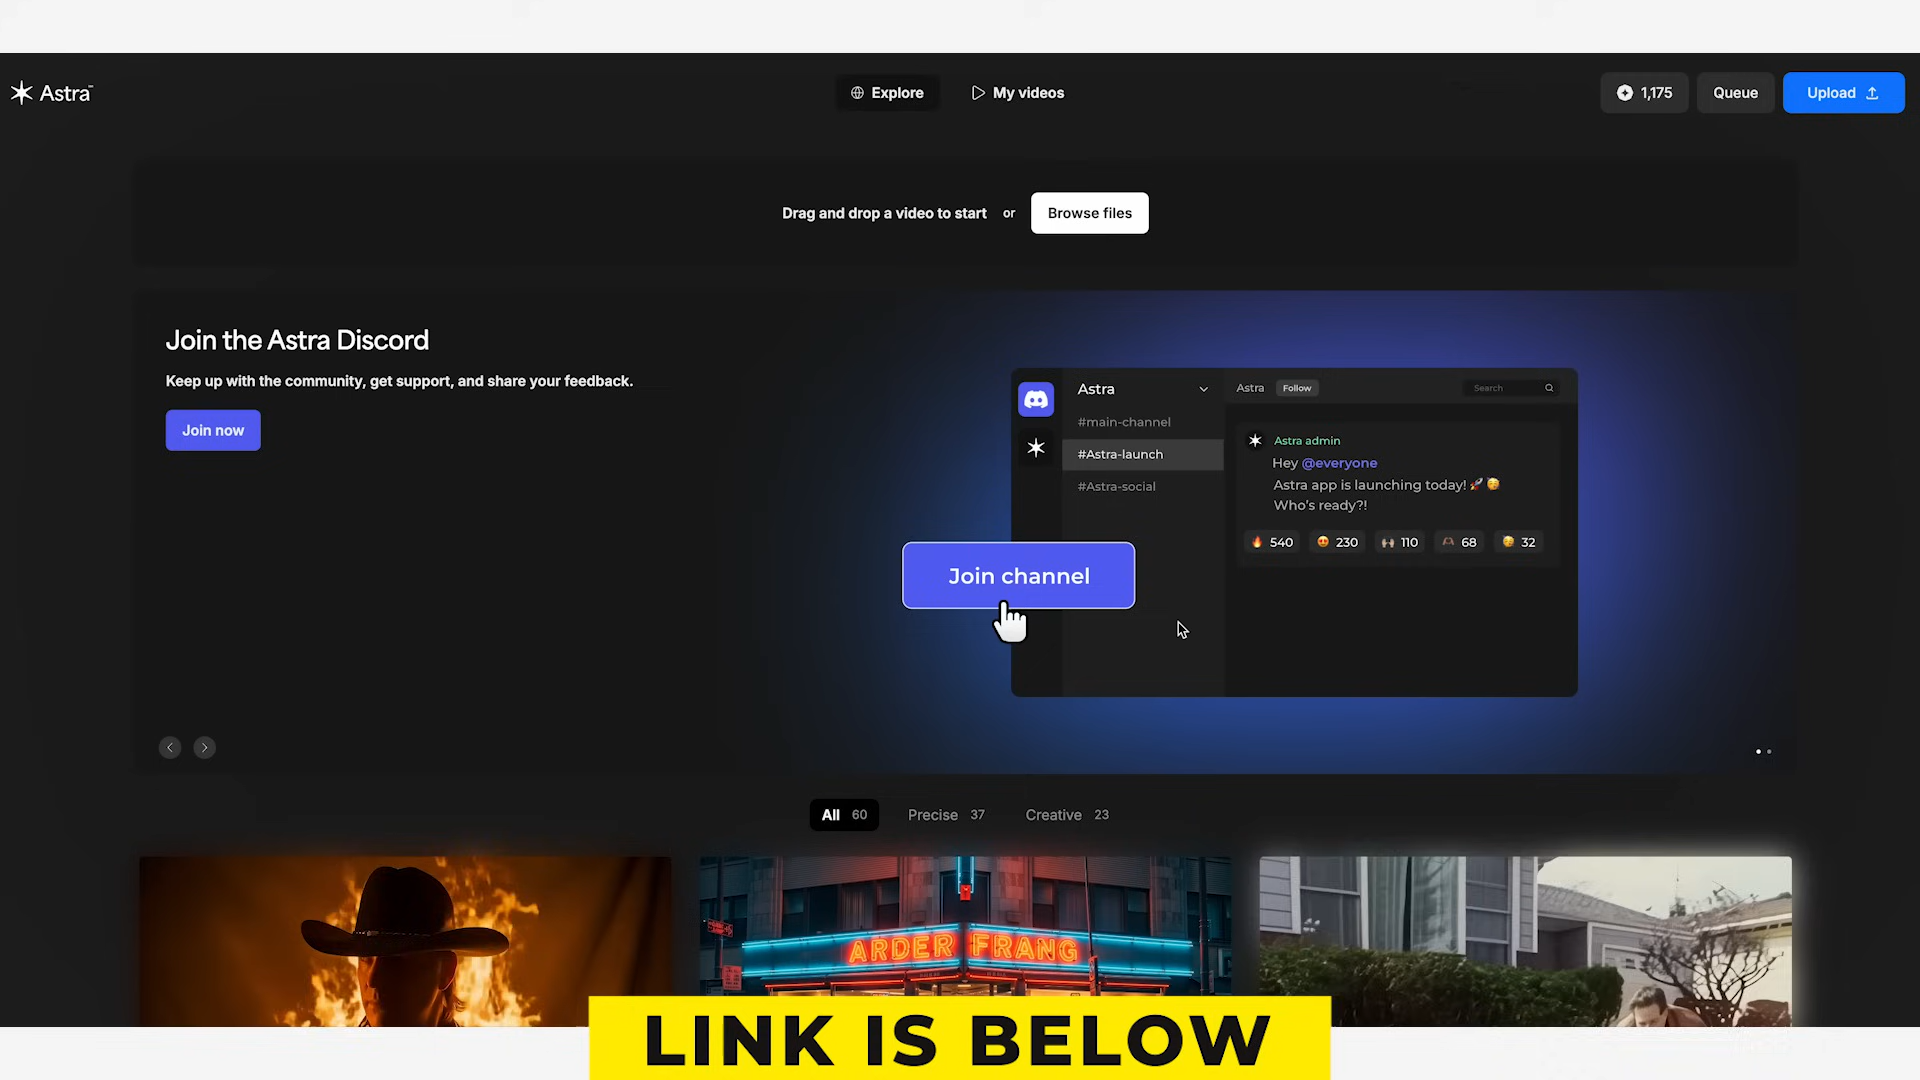 Astra™
Explore
My videos
1,175
Queue
Upload
Drag and drop a video to start or Browse files
Join the Astra Discord
Keep up with the community, get support, and share your feedback.
Join now
Astra
#main-channel
#Astra-launch
#Astra-social
Astra Follow
Search
Astra admin
Hey @everyone
Astra app is launching today! 🚀 🥳
Who's ready?!
🔥 540 😍 230 🙌🏽 110 🫶🏾 68 🥳 32
Join channel
All 60
Precise 37
Creative 23
ARDER FRANG
LINK IS BELOW